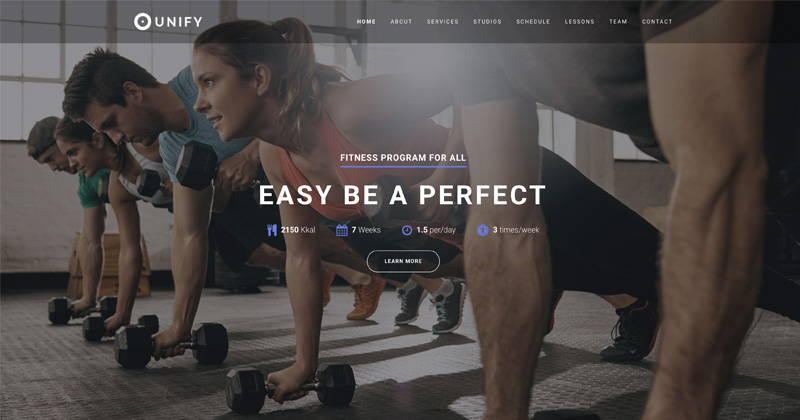 UNIFY
HOME ABOUT SERVICES STUDIOS SCHEDULE LESSONS TEAM CONTACT
FITNESS PROGRAM FOR ALL
EASY BE A PERFECT
2150 Kkal 7 Weeks 1.5 per/day 3 times/week
LEARN MORE